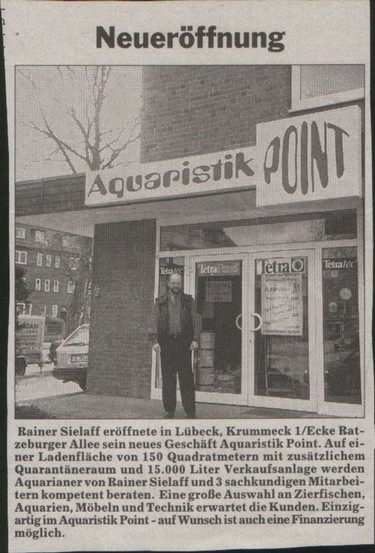 Neueröffnung
Aquaristik POINT
Tetra
Tetra
Tetra
Tetratec
Rainer Sielaff eröffnete in Lübeck, Krummeck 1/Ecke Rat-
zeburger Allee sein neues Geschäft Aquaristik Point. Auf ei-
ner Ladenfläche von 150 Quadratmetern mit zusätzlichem
Quarantäneraum und 15.000 Liter Verkaufsanlage werden
Aquarianer von Rainer Sielaff und 3 sachkundigen Mitarbei-
tern kompetent beraten. Eine große Auswahl an Zierfischen,
Aquarien, Möbeln und Technik erwartet die Kunden. Einzig-
artig im Aquaristik Point - auf Wunsch ist auch eine Finanzierung
möglich.